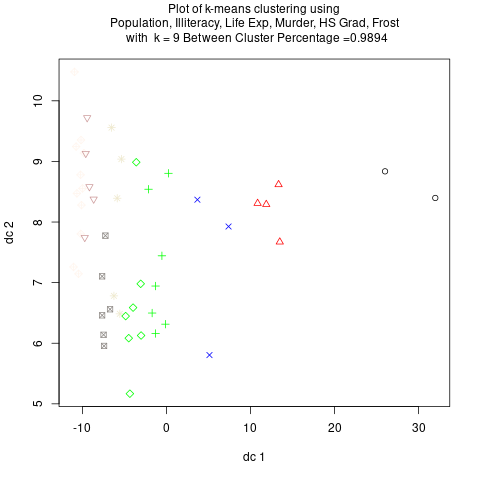 Plot of k-means clustering using
Population, Illiteracy, Life Exp, Murder, HS Grad, Frost
with k = 9 Between Cluster Percentage =0.9894
10
9
8
7
6
5
dc 2
-10 0 10 20 30
dc 1